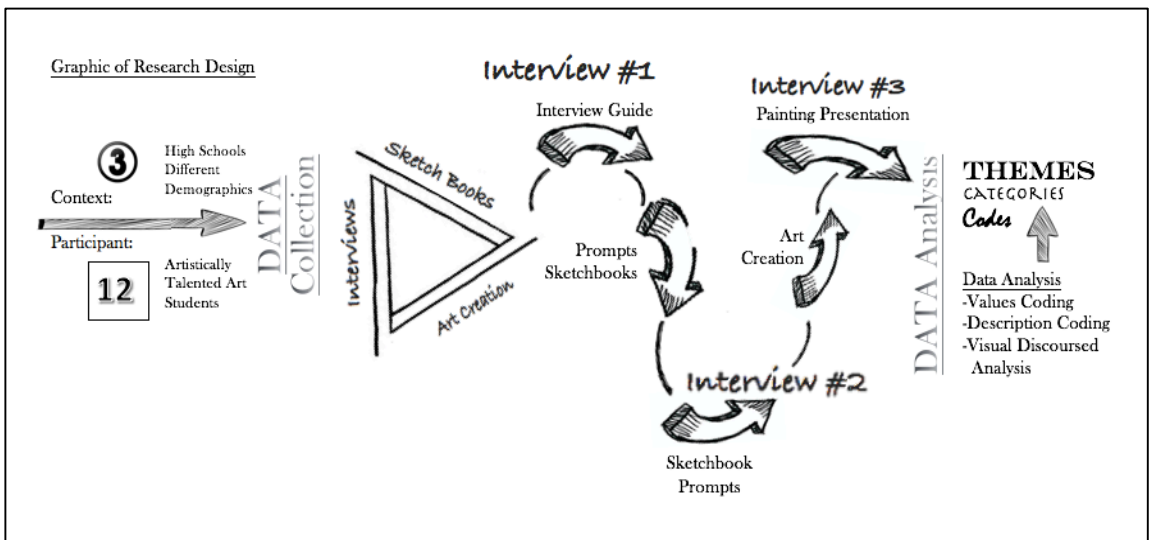 Graphic of Research Design
3
High Schools
Different
Demographics
Context:
Participant:
12
Artistically
Talented Art
Students
DATA
Collection
Interviews
Sketch Books
Art Creation
Interview #1
Interview Guide
Prompts
Sketchbooks
Interview #2
Sketchbook
Prompts
Art
Creation
Interview #3
Painting Presentation
DATA Analysis
THEMES
CATEGORIES
Codes
Data Analysis
-Values Coding
-Description Coding
-Visual Discoursed
Analysis